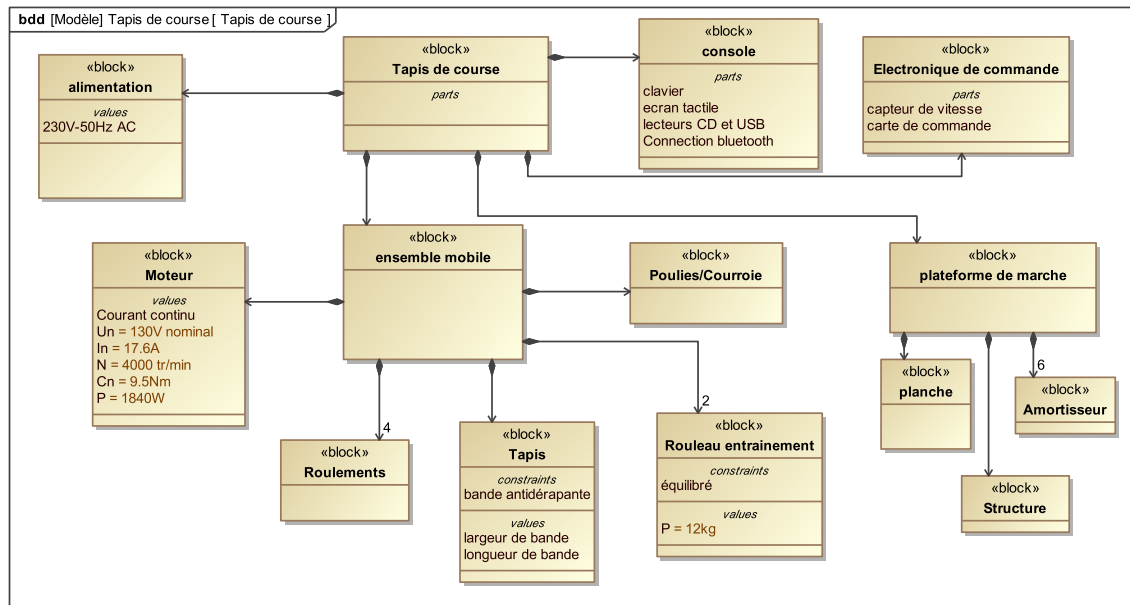 bdd [Modèle] Tapis de course [ Tapis de course ]
«block»
alimentation
values
230V-50Hz AC
«block»
Tapis de course
parts
«block»
console
parts
clavier
ecran tactile
lecteurs CD et USB
Connection bluetooth
«block»
Electronique de commande
parts
capteur de vitesse
carte de commande
«block»
Moteur
values
Courant continu
Un = 130V nominal
In = 17.6A
N = 4000 tr/min
Cn = 9.5Nm
P = 1840W
«block»
ensemble mobile
«block»
Poulies/Courroie
«block»
plateforme de marche
«block»
planche
6
«block»
Amortisseur
4
«block»
Roulements
«block»
Tapis
constraints
bande antidérapante
values
largeur de bande
longueur de bande
2
«block»
Rouleau entrainement
constraints
équilibré
values
P = 12kg
«block»
Structure